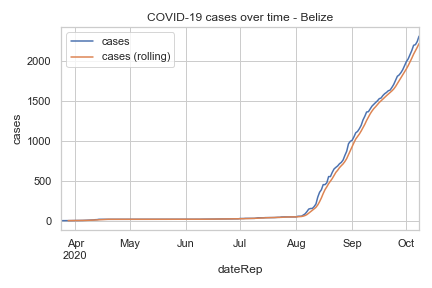 COVID-19 cases over time - Belize
cases
cases (rolling)
2000
1500
1000
500
0
cases
Apr May Jun Jul Aug Sep Oct
2020
dateRep